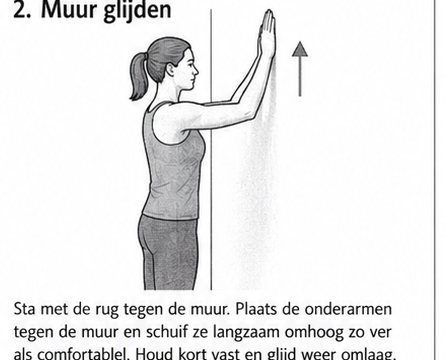 2. Muur glijden
Sta met de rug tegen de muur. Plaats de onderarmen
tegen de muur en schuif ze langzaam omhoog zo ver
als comfortablel. Houd kort vast en glijd weer omlaag.